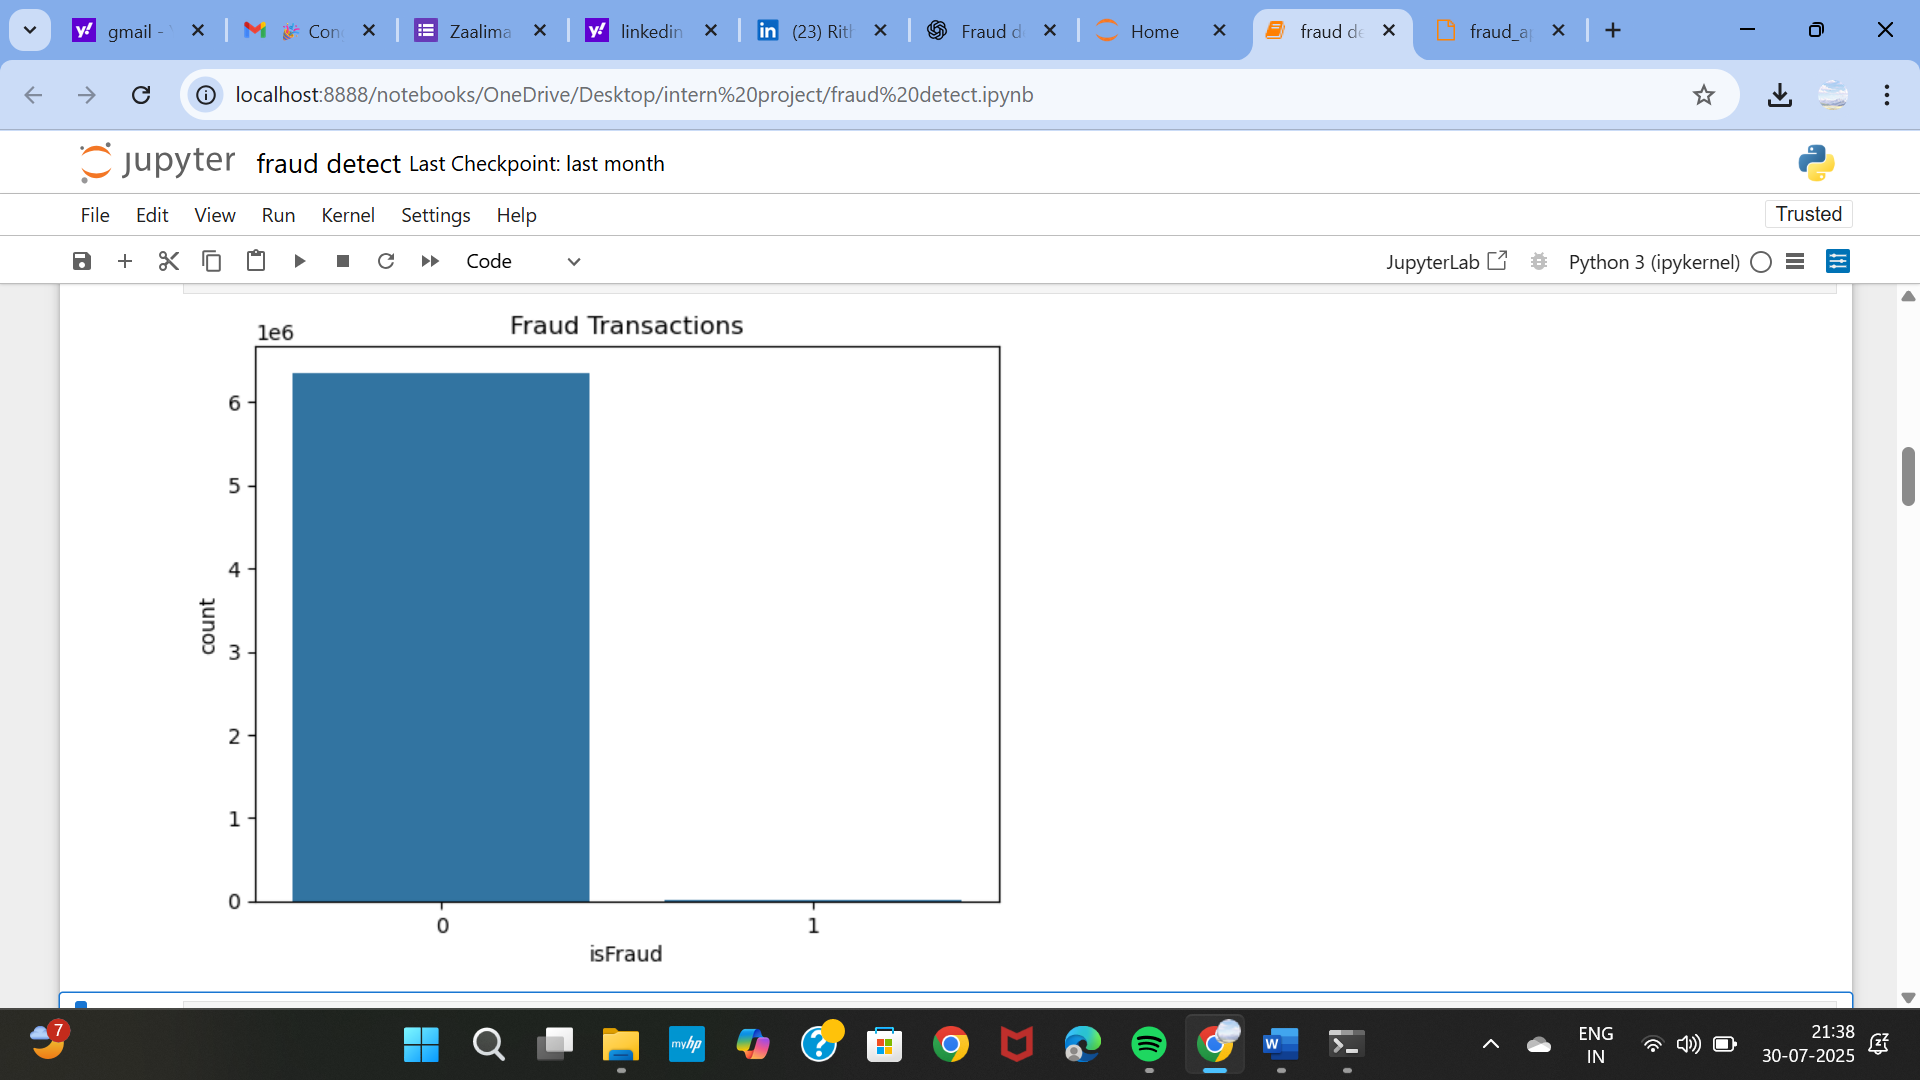 gmail -
Con
Zaalima
linkedin
(23) Rith
Fraud d
Home
fraud de
fraud_a
localhost:8888/notebooks/OneDrive/Desktop/intern%20project/fraud%20detect.ipynb
jupyter fraud detect Last Checkpoint: last month
File Edit View Run Kernel Settings Help
Trusted
Code
JupyterLab
Python 3 (ipykernel)
Fraud Transactions
1e6
6
5
4
3
2
1
0
count
0 1
isFraud
7
myhp
W
ENG
IN
21:38
30-07-2025